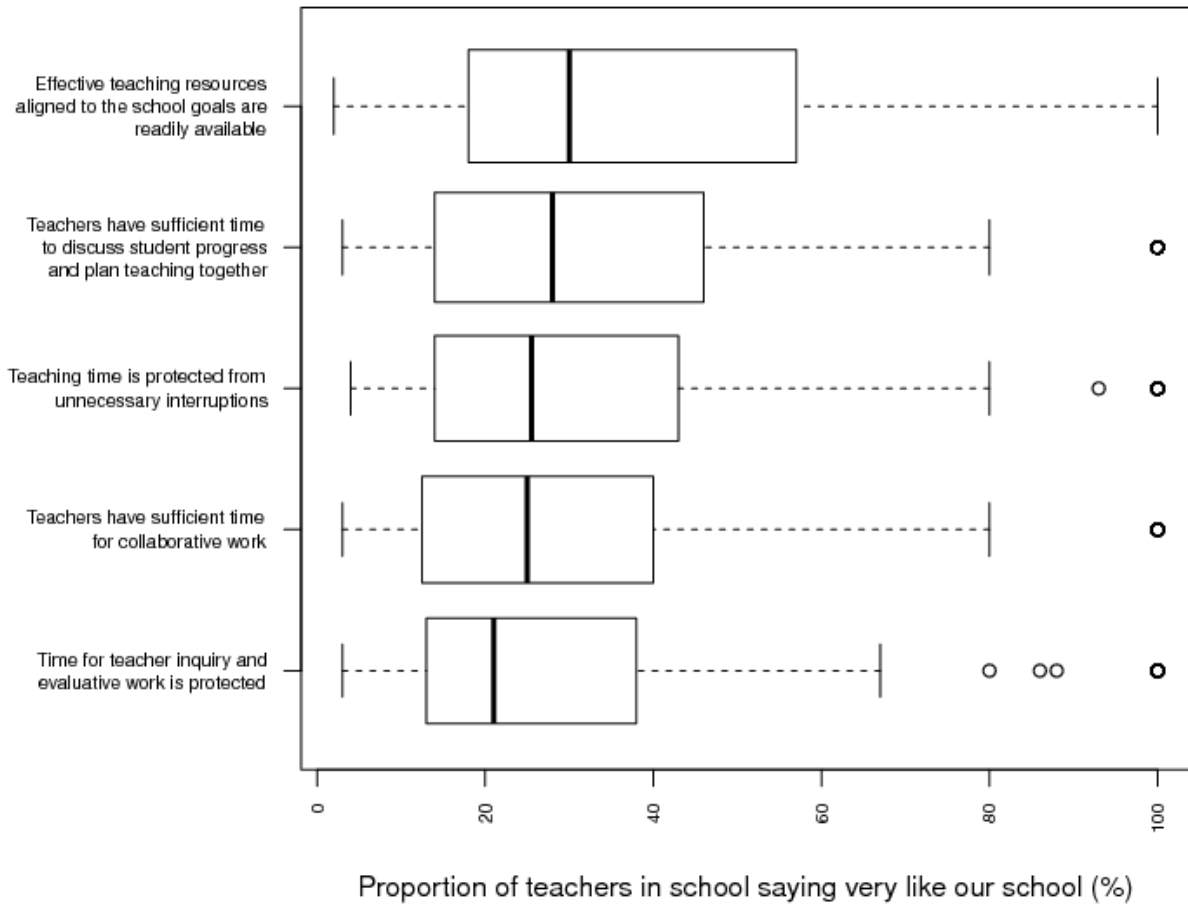 Effective teaching resources
aligned to the school goals are
readily available
Teachers have sufficient time
to discuss student progress
and plan teaching together
Teaching time is protected from
unnecessary interruptions
Teachers have sufficient time
for collaborative work
Time for teacher inquiry and
evaluative work is protected
0
20
40
60
80
100
Proportion of teachers in school saying very like our school (%)